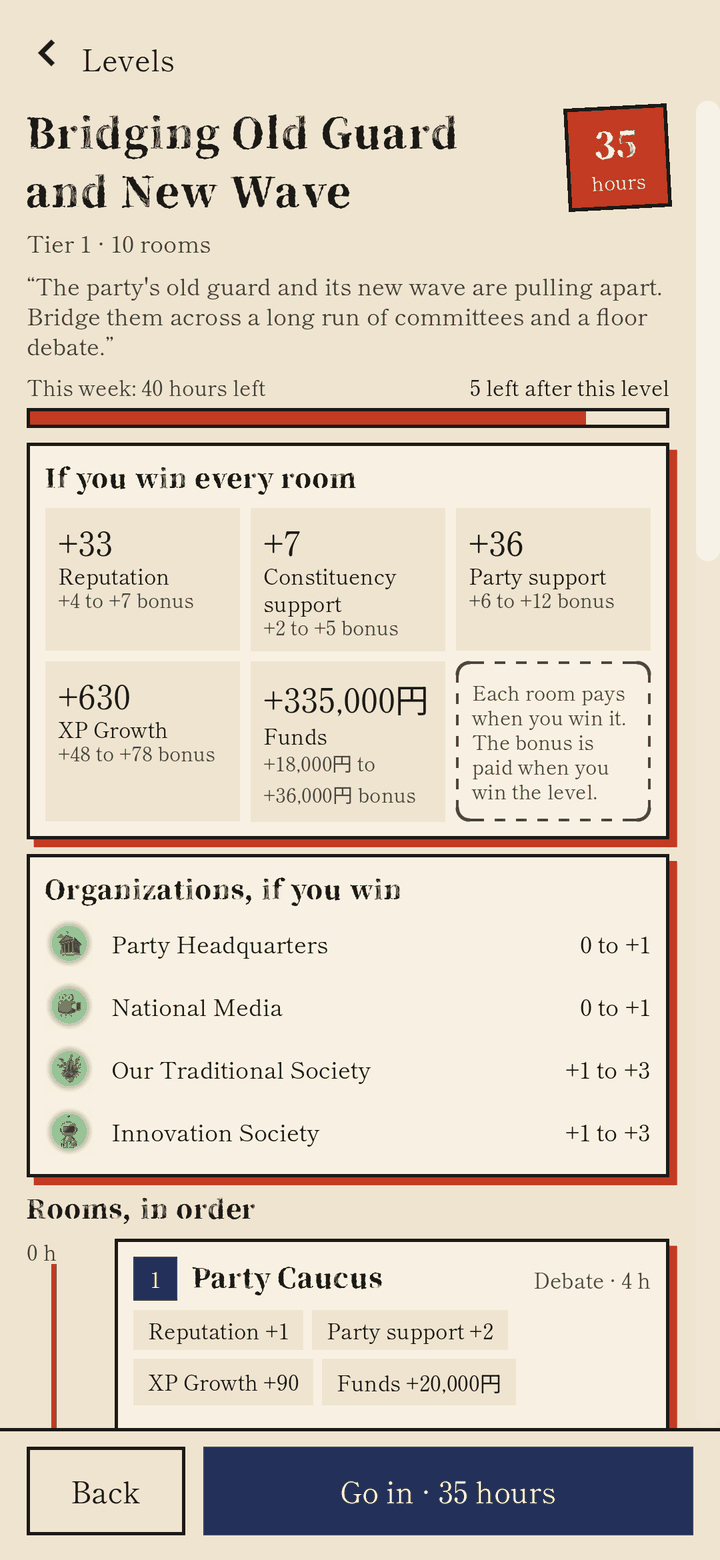 Levels
Bridging Old Guard
and New Wave
35
hours
Tier 1 · 10 rooms
“The party's old guard and its new wave are pulling apart.
Bridge them across a long run of committees and a floor
debate.”
This week: 40 hours left
5 left after this level
If you win every room
+33
Reputation
+4 to +7 bonus
+7
Constituency
support
+2 to +5 bonus
+36
Party support
+6 to +12 bonus
+630
XP Growth
+48 to +78 bonus
+335,000円
Funds
+18,000円 to
+36,000円 bonus
Each room pays
when you win it.
The bonus is
paid when you
win the level.
Organizations, if you win
Party Headquarters 0 to +1
National Media 0 to +1
Our Traditional Society +1 to +3
Innovation Society +1 to +3
Rooms, in order
0 h
1 Party Caucus Debate · 4 h
Reputation +1 Party support +2
XP Growth +90 Funds +20,000円
Back
Go in · 35 hours